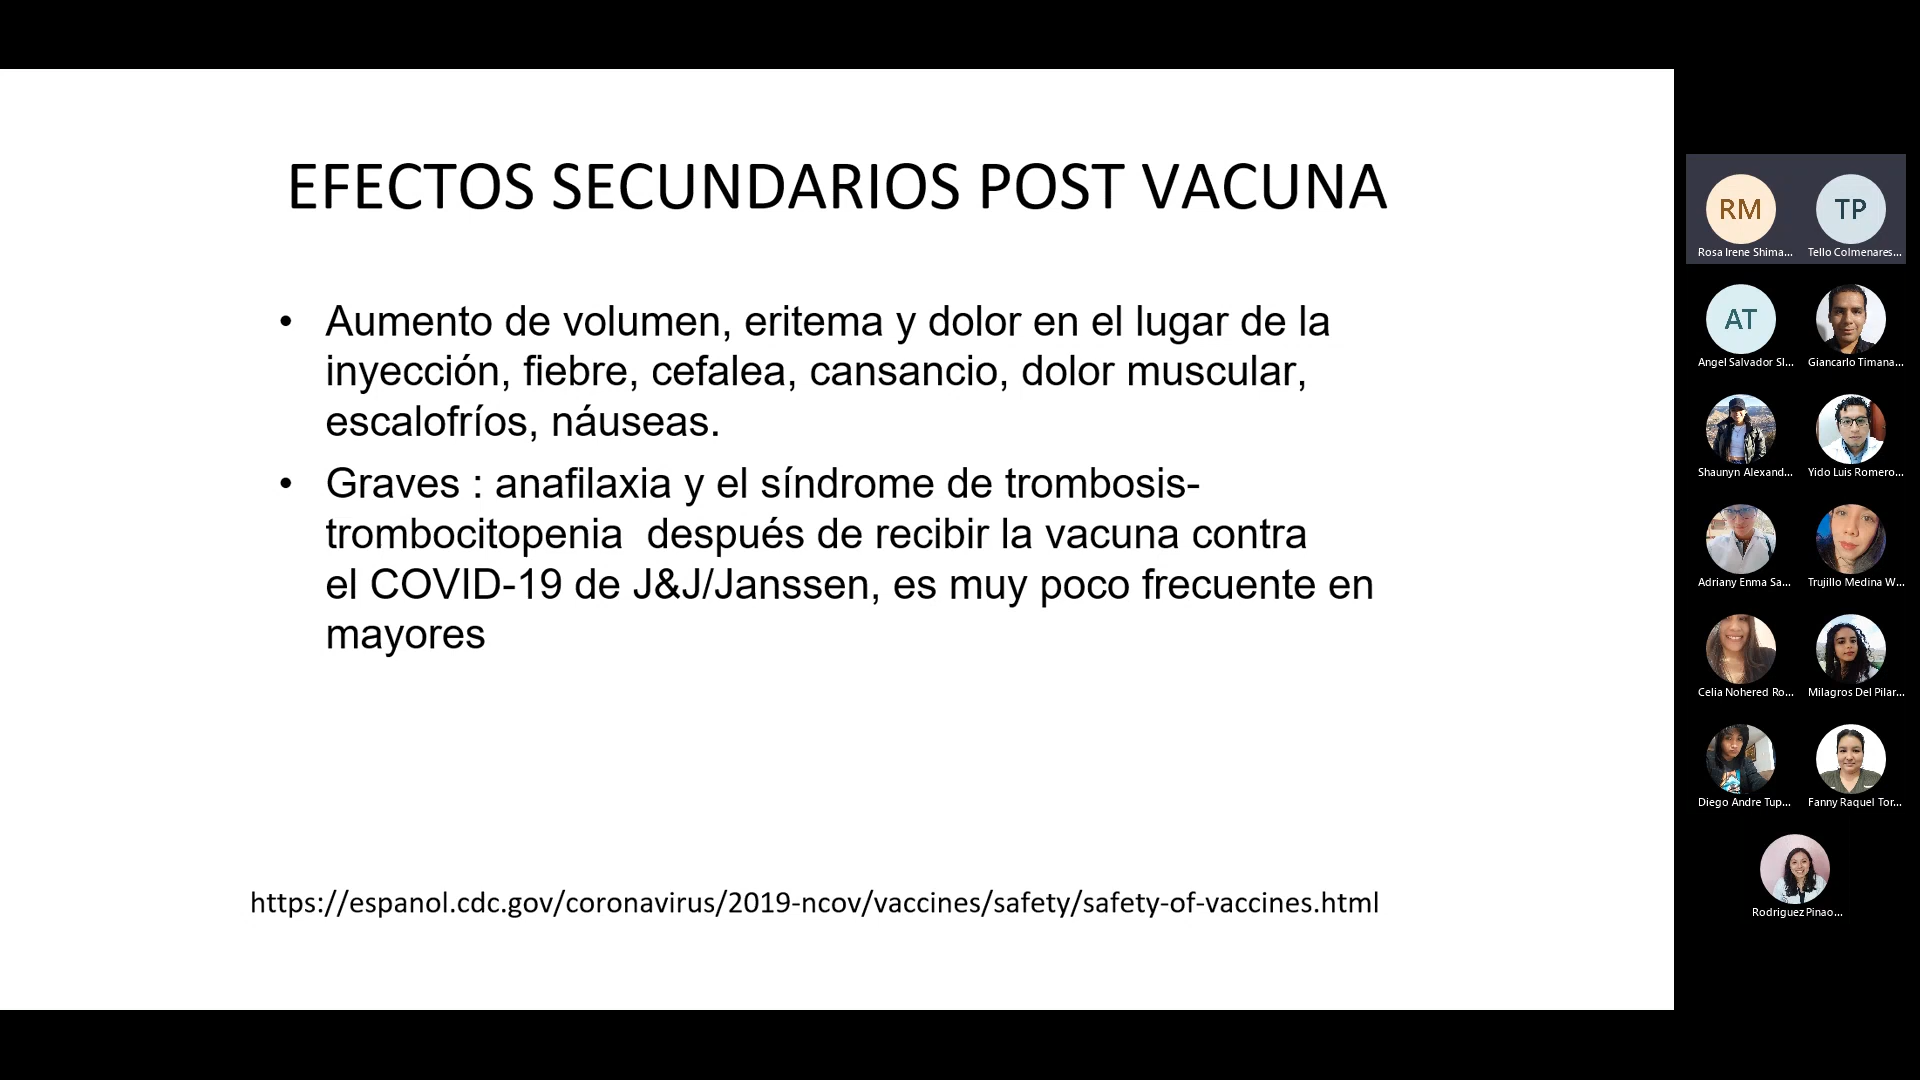 EFECTOS SECUNDARIOS POST VACUNA
• Aumento de volumen, eritema y dolor en el lugar de la
inyección, fiebre, cefalea, cansancio, dolor muscular,
escalofríos, náuseas.
• Graves : anafilaxia y el síndrome de trombosis-
trombocitopenia  después de recibir la vacuna contra
el COVID-19 de J&J/Janssen, es muy poco frecuente en
mayores
https://espanol.cdc.gov/coronavirus/2019-ncov/vaccines/safety/safety-of-vaccines.html
RM
TP
Rosa Irene Shima...
Tello Colmenares...
AT
Angel Salvador Sl...
Giancarlo Timana...
Shaunyn Alexand...
Yido Luis Romero...
Adriany Enma Sa...
Trujillo Medina W...
Celia Nohered Ro...
Milagros Del Pilar...
Diego Andre Tup...
Fanny Raquel Tor...
Rodriguez Pinao...